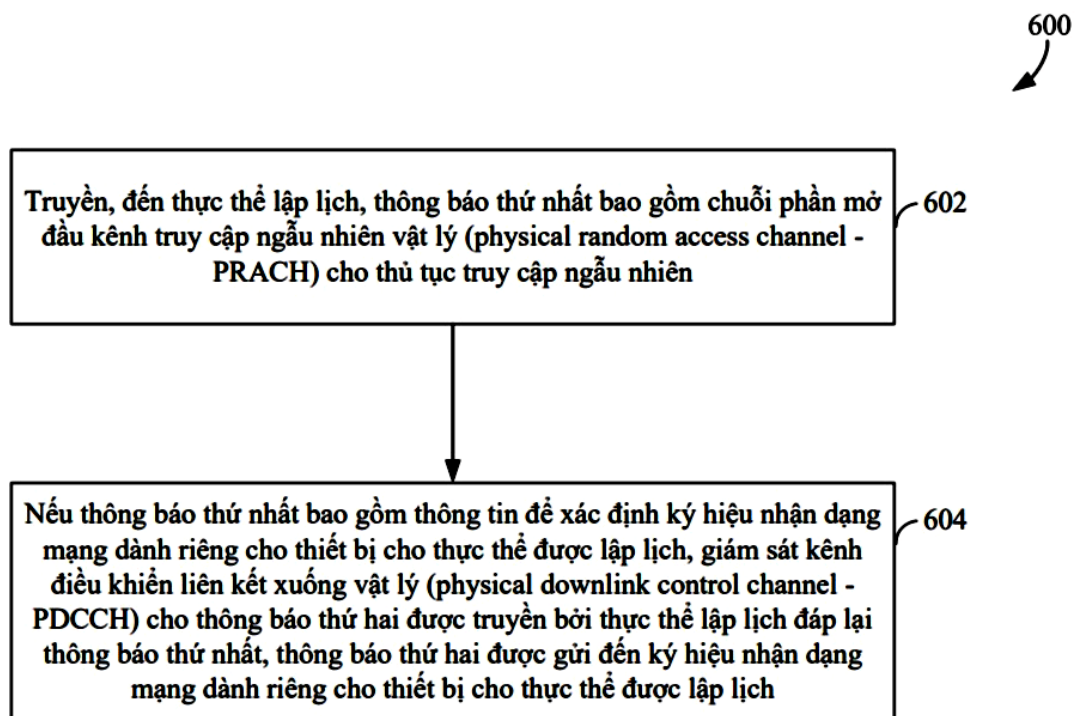 600
Truyền, đến thực thể lập lịch, thông báo thứ nhất bao gồm chuỗi phần mở
đầu kênh truy cập ngẫu nhiên vật lý (physical random access channel -
PRACH) cho thủ tục truy cập ngẫu nhiên
602
Nếu thông báo thứ nhất bao gồm thông tin để xác định ký hiệu nhận dạng
mạng dành riêng cho thiết bị cho thực thể được lập lịch, giám sát kênh
điều khiển liên kết xuống vật lý (physical downlink control channel -
PDCCH) cho thông báo thứ hai được truyền bởi thực thể lập lịch đáp lại
thông báo thứ nhất, thông báo thứ hai được gửi đến ký hiệu nhận dạng
mạng dành riêng cho thiết bị cho thực thể được lập lịch
604